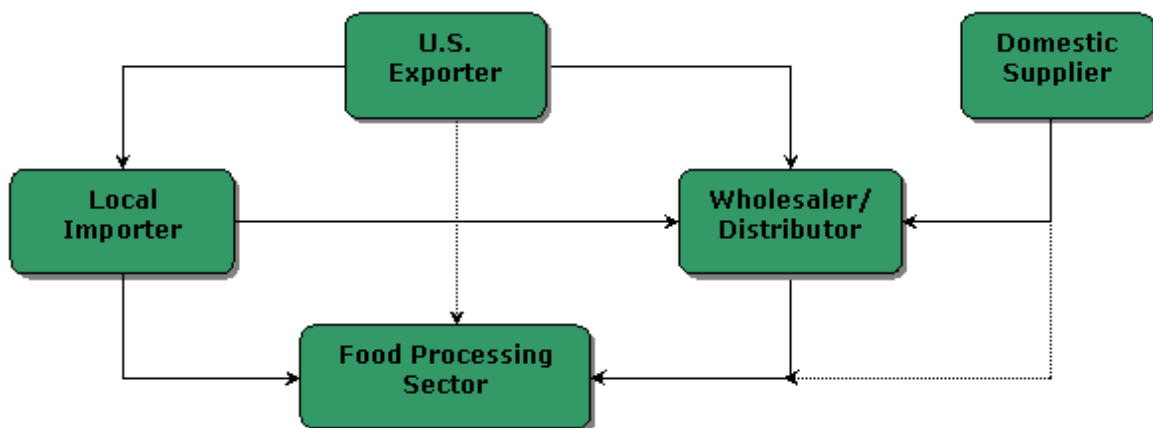 U.S.
Exporter
Domestic
Supplier
Local
Importer
Wholesaler/
Distributor
Food Processing
Sector